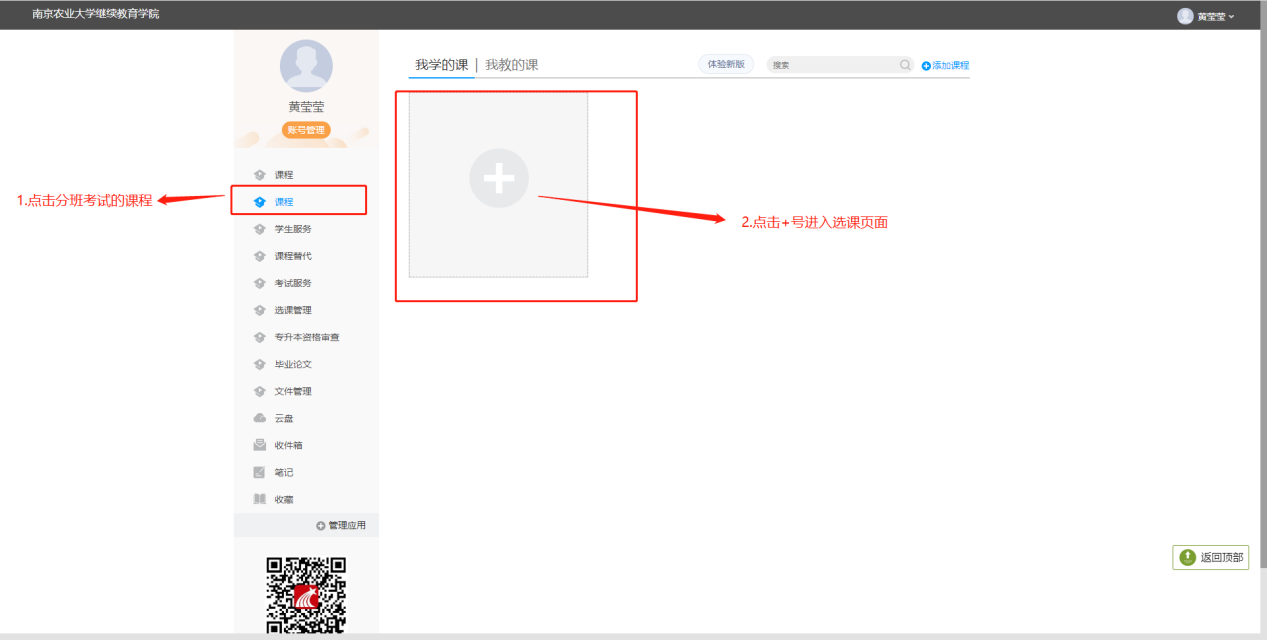 南京农业大学继续教育学院
黄莹莹
黄莹莹
账号管理
我学的课 | 我教的课
体验新版
搜索
添加课程
课程
课程
学生服务
课程替代
考试服务
选课管理
专升本资格审查
毕业论文
文件管理
云盘
收件箱
笔记
收藏
管理应用
1.点击分班考试的课程
2.点击+号进入选课页面
返回顶部